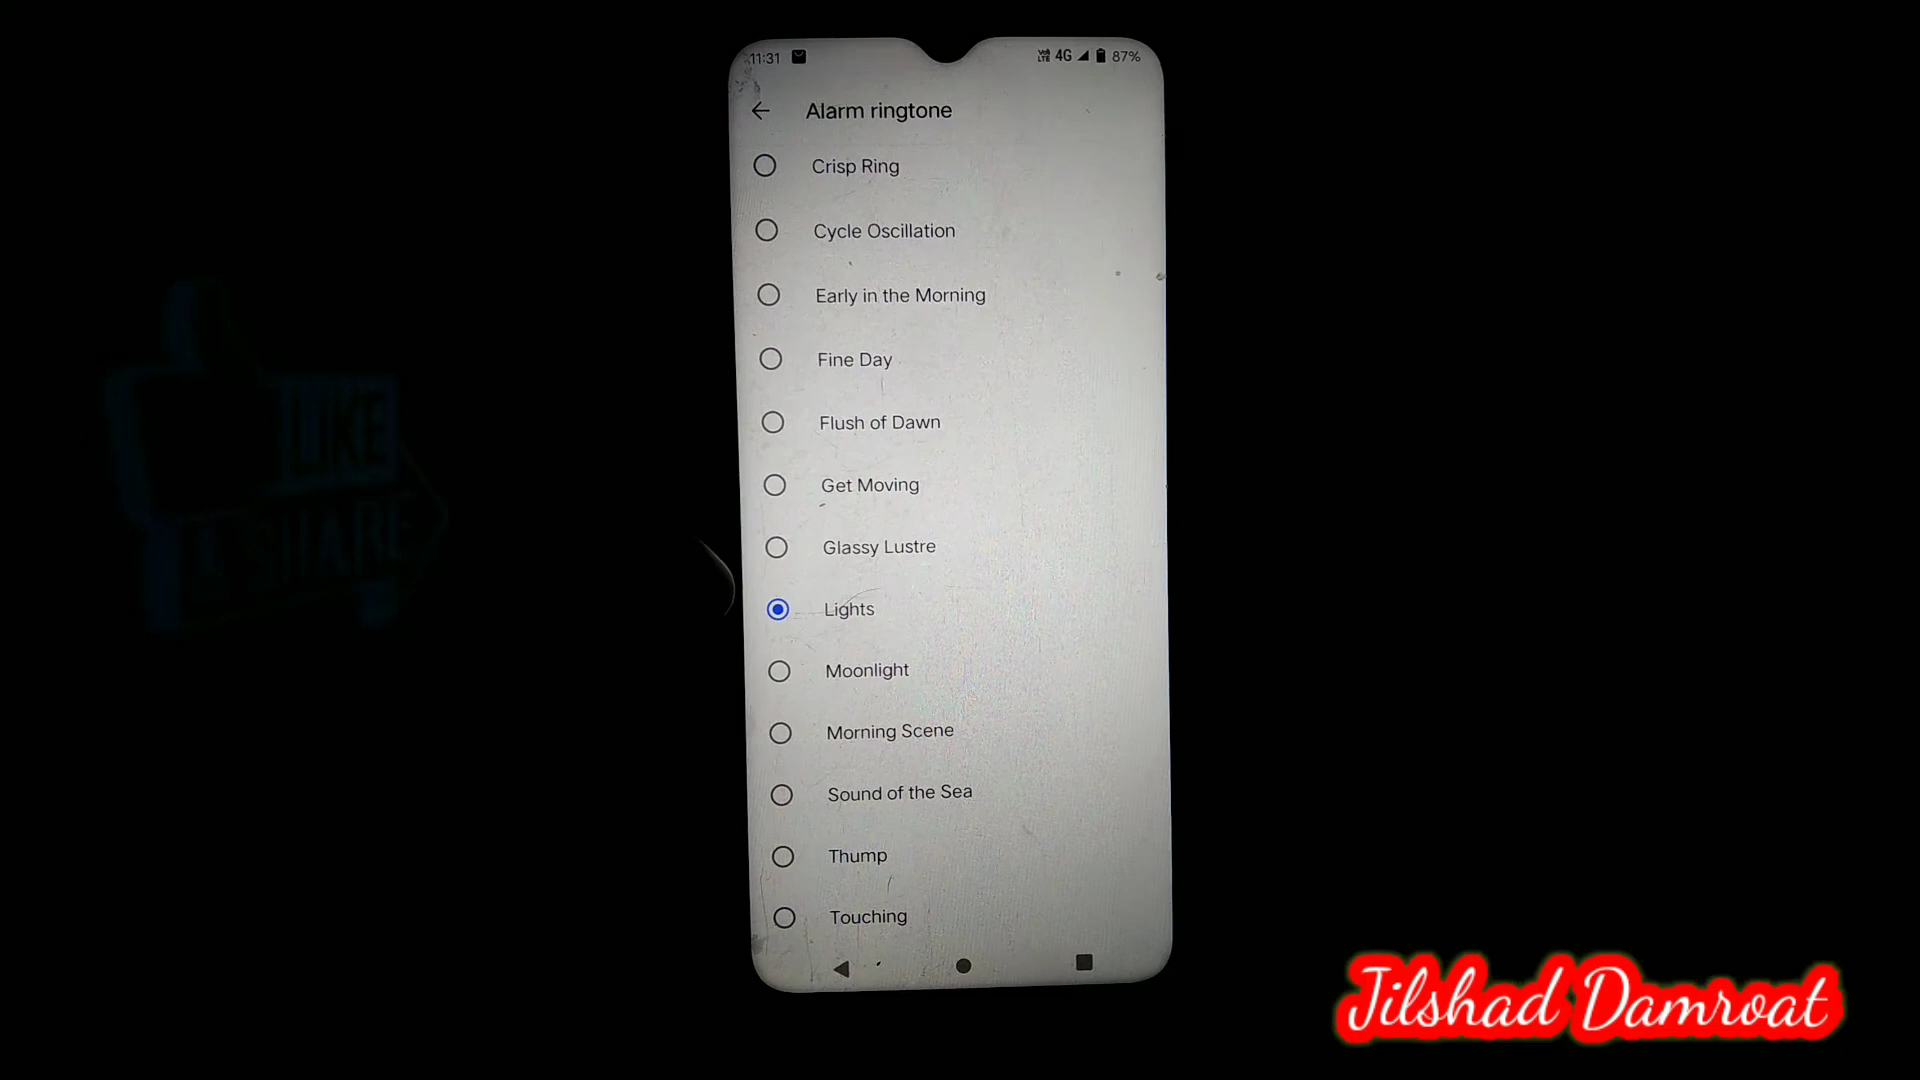 11:31 VoLTE 4G 87%
Alarm ringtone
Crisp Ring
Cycle Oscillation
Early in the Morning
Fine Day
Flush of Dawn
Get Moving
Glassy Lustre
Lights
Moonlight
Morning Scene
Sound of the Sea
Thump
Touching
LIKE
& SHARE
Jilshad Damroat